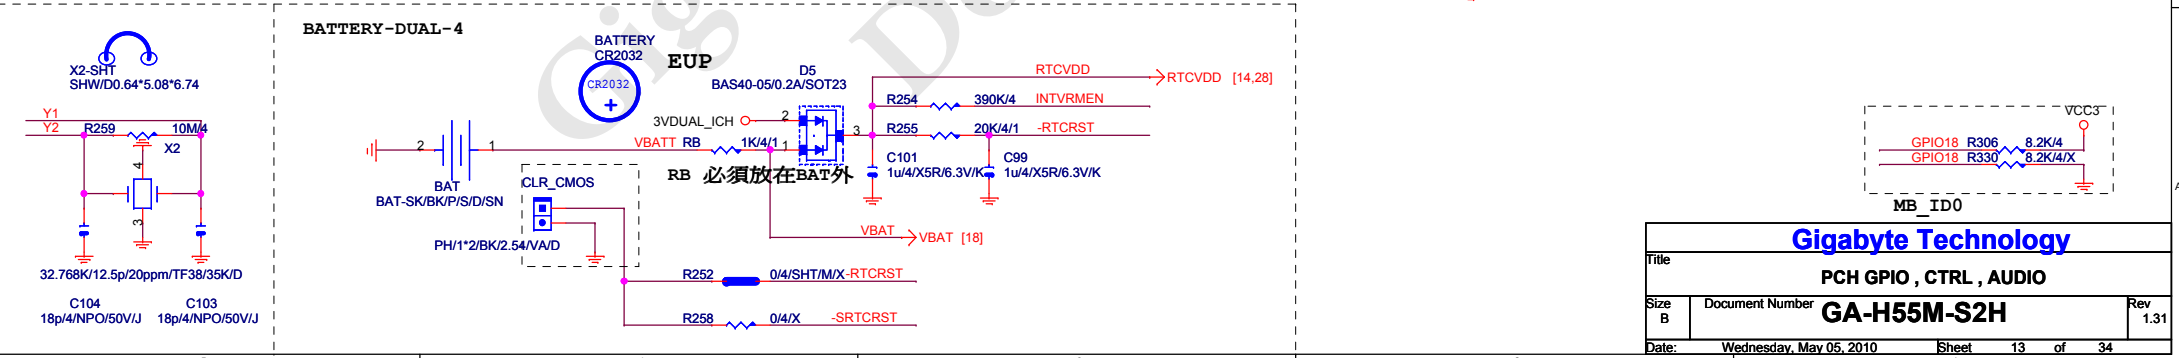 X2-SHT
SHW/D0.64*5.08*6.74
Y1
Y2
R259
10M/4
X2
4
3
32.768K/12.5p/20ppm/TF38/35K/D
C104
18p/4/NPO/50V/J
C103
18p/4/NPO/50V/J
BATTERY-DUAL-4
BATTERY
CR2032
CR2032
+
EUP
D5
BAS40-05/0.2A/SOT23
3VDUAL_ICH
2
1
3
2
1
VBATT
RB
1K/4/1
RB 必須放在BAT外
BAT
BAT-SK/BK/P/S/D/SN
CLR_CMOS
PH/1*2/BK/2.54/VA/D
RTCVDD
RTCVDD [14,28]
R254
390K/4
INTVRMEN
R255
20K/4/1
-RTCRST
C101
1u/4/X5R/6.3V/K
C99
1u/4/X5R/6.3V/K
VBAT
VBAT [18]
R252
0/4/SHT/M/X
-RTCRST
R258
0/4/X
-SRTCRST
VCC3
GPIO18 R306 8.2K/4
GPIO18 R330 8.2K/4/X
MB_ID0
Gigabyte Technology
Title
PCH GPIO , CTRL , AUDIO
Size
B
Document Number
GA-H55M-S2H
Rev
1.31
Date: Wednesday, May 05, 2010
Sheet 13 of 34